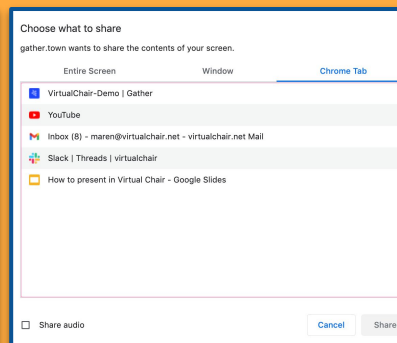 Choose what to share
gather.town wants to share the contents of your screen.
Entire Screen Window Chrome Tab
VirtualChair-Demo | Gather
YouTube
Inbox (8) - maren@virtualchair.net - virtualchair.net Mail
Slack | Threads | virtualchair
How to present in Virtual Chair - Google Slides
Share audio Cancel Share